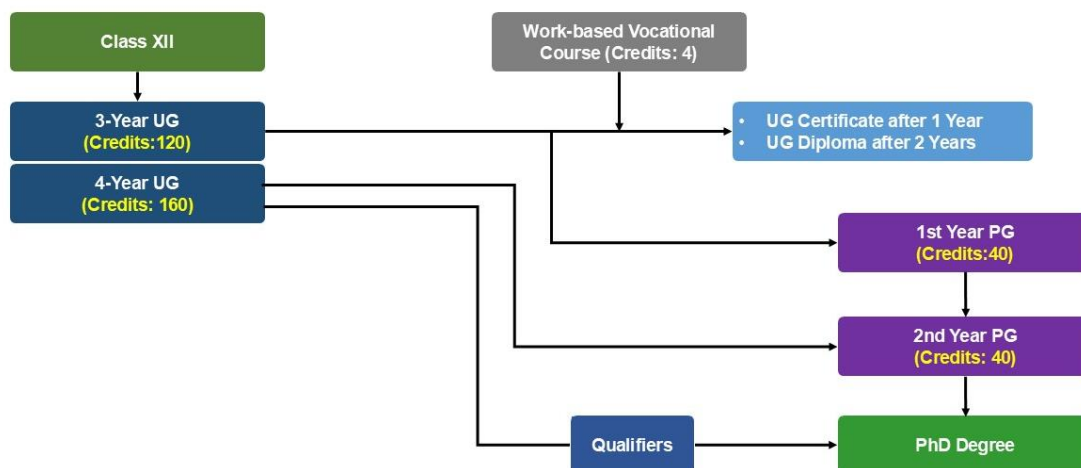 Class XII
Work-based Vocational
Course (Credits: 4)
3-Year UG
(Credits:120)
• UG Certificate after 1 Year
• UG Diploma after 2 Years
4-Year UG
(Credits: 160)
1st Year PG
(Credits:40)
2nd Year PG
(Credits: 40)
Qualifiers
PhD Degree